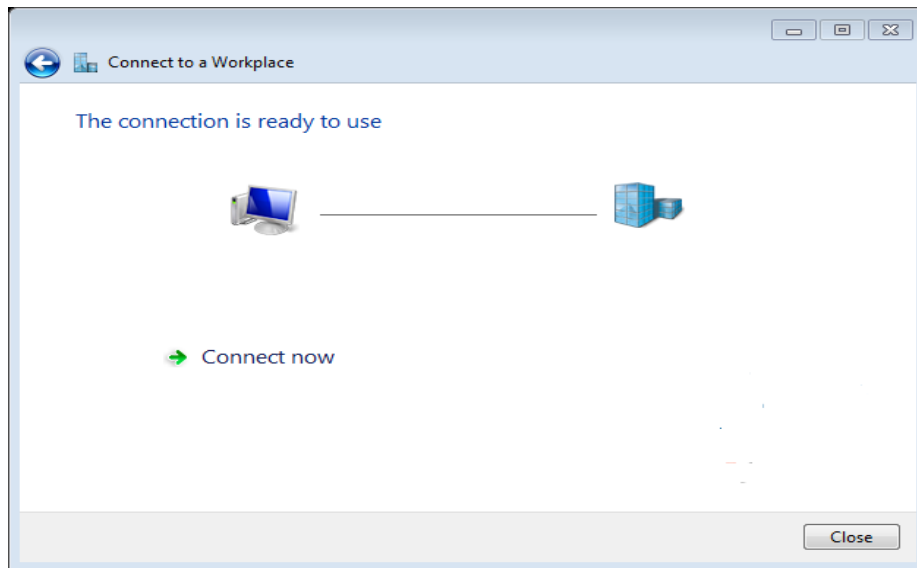 Connect to a Workplace
The connection is ready to use
Connect now
Close